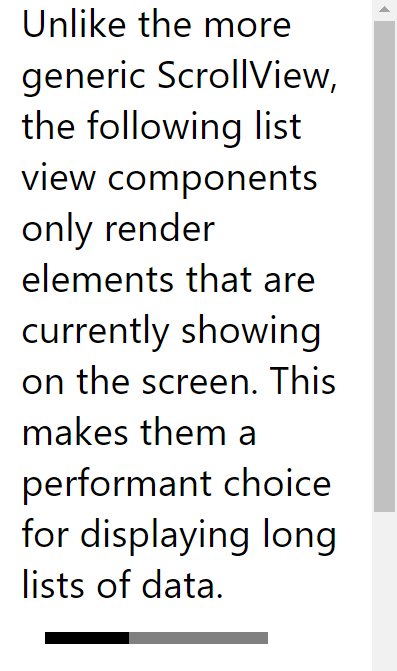 Unlike the more
generic ScrollView,
the following list
view components
only render
elements that are
currently showing
on the screen. This
makes them a
performant choice
for displaying long
lists of data.